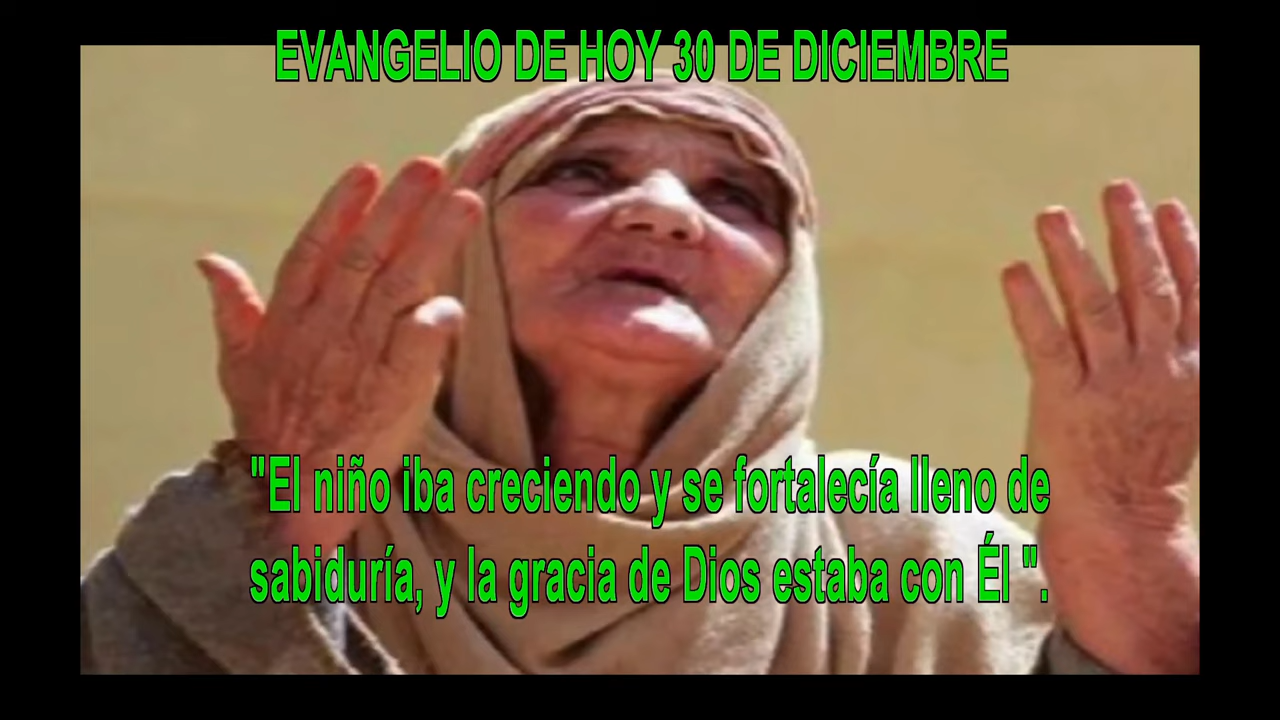 EVANGELIO DE HOY 30 DE DICIEMBRE
"El niño iba creciendo y se fortalecía lleno de
sabiduría, y la gracia de Dios estaba con Él ".